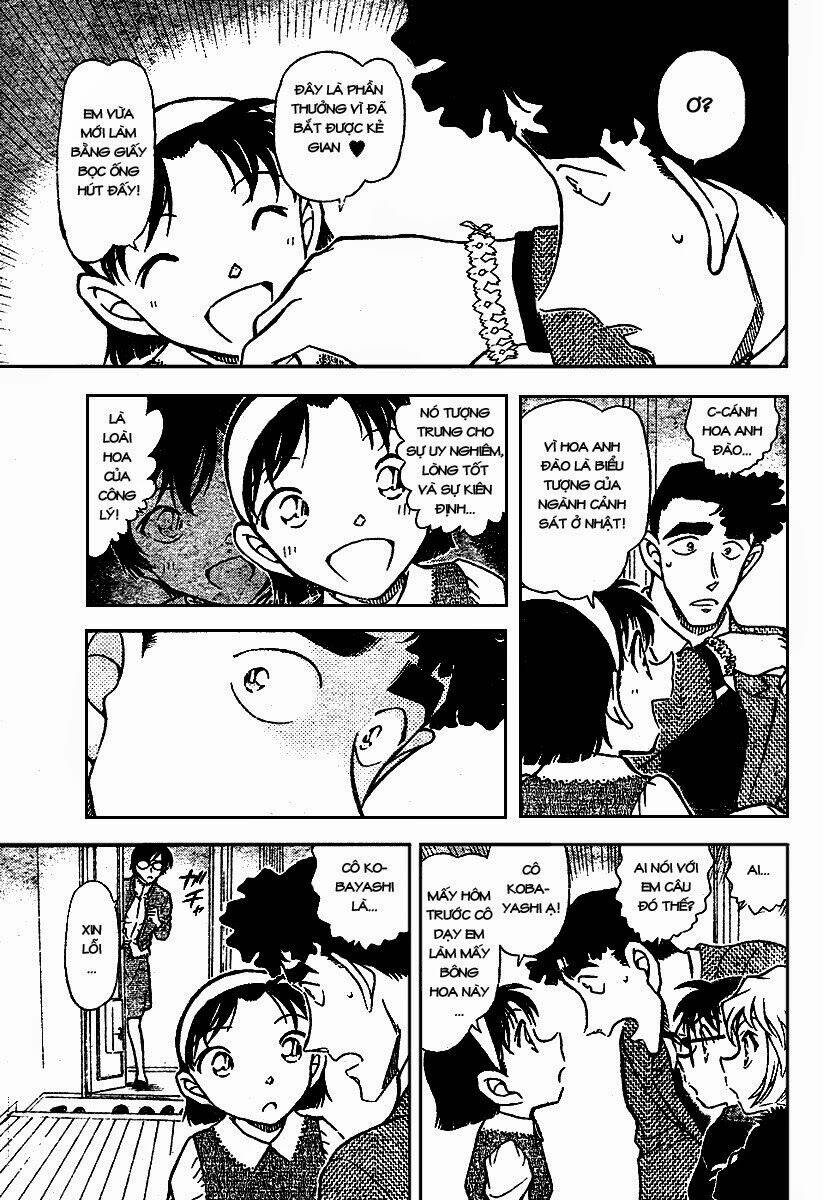 Ơ?
ĐÂY LÀ PHẦN
THƯỞNG VÌ ĐÃ
BẮT ĐƯỢC KẺ
GIAN ♥
EM VỪA
MỚI LÀM
BẰNG GIẤY
BỌC ỐNG
HÚT ĐẤY!
C-CÁNH
HOA ANH
ĐÀO...
VÌ HOA ANH
ĐÀO LÀ BIỂU
TƯỢNG CỦA
NGÀNH CẢNH
SÁT Ở NHẬT!
NÓ TƯỢNG
TRƯNG CHO
SỰ UY NGHIÊM,
LÒNG TỐT
VÀ SỰ KIÊN
ĐỊNH...
LÀ
LOÀI
HOA
CỦA
CÔNG
LÝ!
AI...
AI NÓI VỚI
EM CÂU
ĐÓ THẾ?
CÔ
KOBA-
YASHI Ạ!
MẤY HÔM
TRƯỚC CÔ
DẠY EM
LÀM MẤY
BÔNG
HOA NÀY
...
CÔ KO-
BAYASHI
LÀ...
ガチャ
XIN
LỖI
...